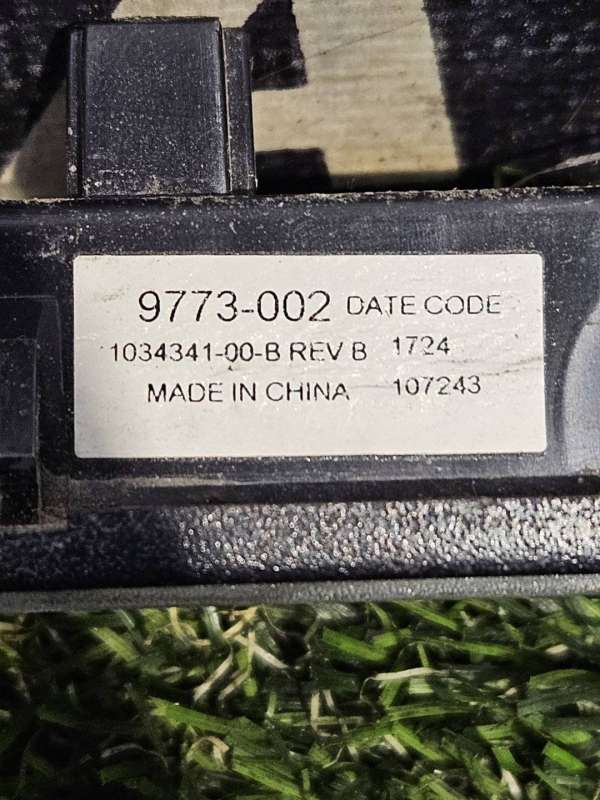 9773-002 DATE CODE
1034341-00-B REV B 1724
MADE IN CHINA 107243